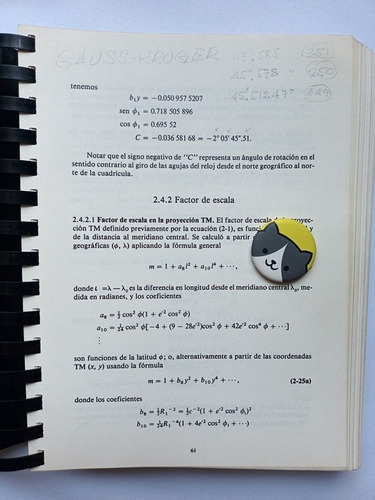 GAUSS-KRÜGER
tenemos
b₁y = −0.050 957 5207
sen ϕ₁ = 0.718 505 896
cos ϕ₁ = 0.695 52
C = −0.036 581 68 = −2° 05′ 45″.51.
Notar que el signo negativo de "C" representa un ángulo de rotación en el
sentido contrario al giro de las agujas del reloj desde el norte geográfico al nor-
te de la cuadrícula.
2.4.2 Factor de escala
2.4.2.1 Factor de escala en la proyección TM. El factor de escala
ción TM definido previamente por la ecuación (2-1), es y
de la distancia al meridiano central. Se calculó a partir
geográficas (ϕ, λ) aplicando la fórmula general
m = 1 + a₈l² + a₁₀l⁴ + ···,
donde l = λ − λ₀ es la diferencia en longitud desde el meridiano central λ₀, me-
dida en radianes, y los coeficientes
a₈ = ½ cos² ϕ(1 + e′² cos² ϕ)
a₁₀ = 1/24 cos² ϕ[−4 + (9 − 28e′²)cos² ϕ + 42e′² cos⁴ ϕ + ···]
⋮
son funciones de la latitud ϕ; o, alternativamente a partir de las coordenadas
TM (x, y) usando la fórmula
m = 1 + b₈y² + b₁₀y⁴ + ···, (2-25a)
donde los coeficientes
b₈ = ½R₁⁻² = ½c⁻²(1 + e′² cos² ϕ₁)²
b₁₀ = 1/24R₁⁻⁴(1 + 4e′² cos² ϕ₁ + ···)
61